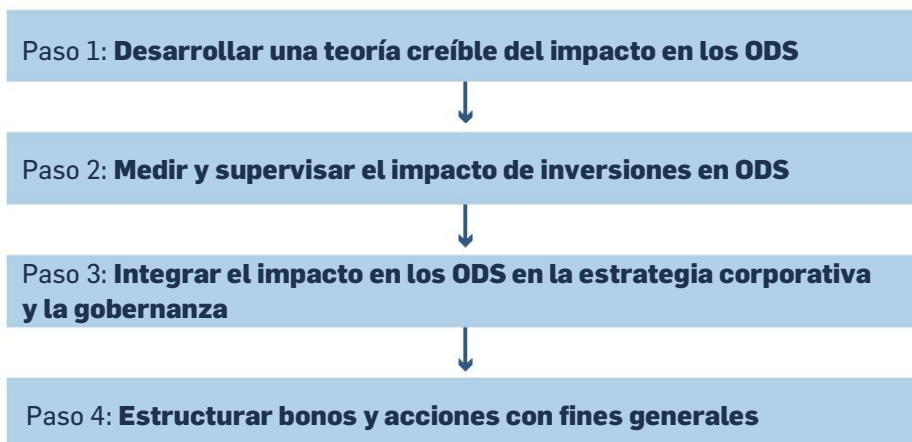 Paso 1: Desarrollar una teoría creíble del impacto en los ODS
Paso 2: Medir y supervisar el impacto de inversiones en ODS
Paso 3: Integrar el impacto en los ODS en la estrategia corporativa
y la gobernanza
Paso 4: Estructurar bonos y acciones con fines generales